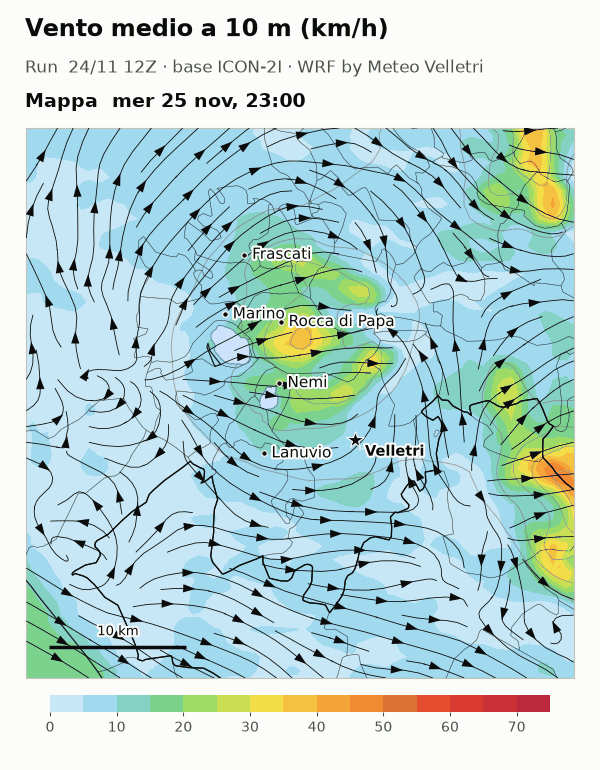 Vento medio a 10 m (km/h)
Run 24/11 12Z · base ICON-2I · WRF by Meteo Velletri
Mappa mer 25 nov, 23:00
Frascati
Marino
Rocca di Papa
Nemi
Velletri
Lanuvio
10 km
0 10 20 30 40 50 60 70